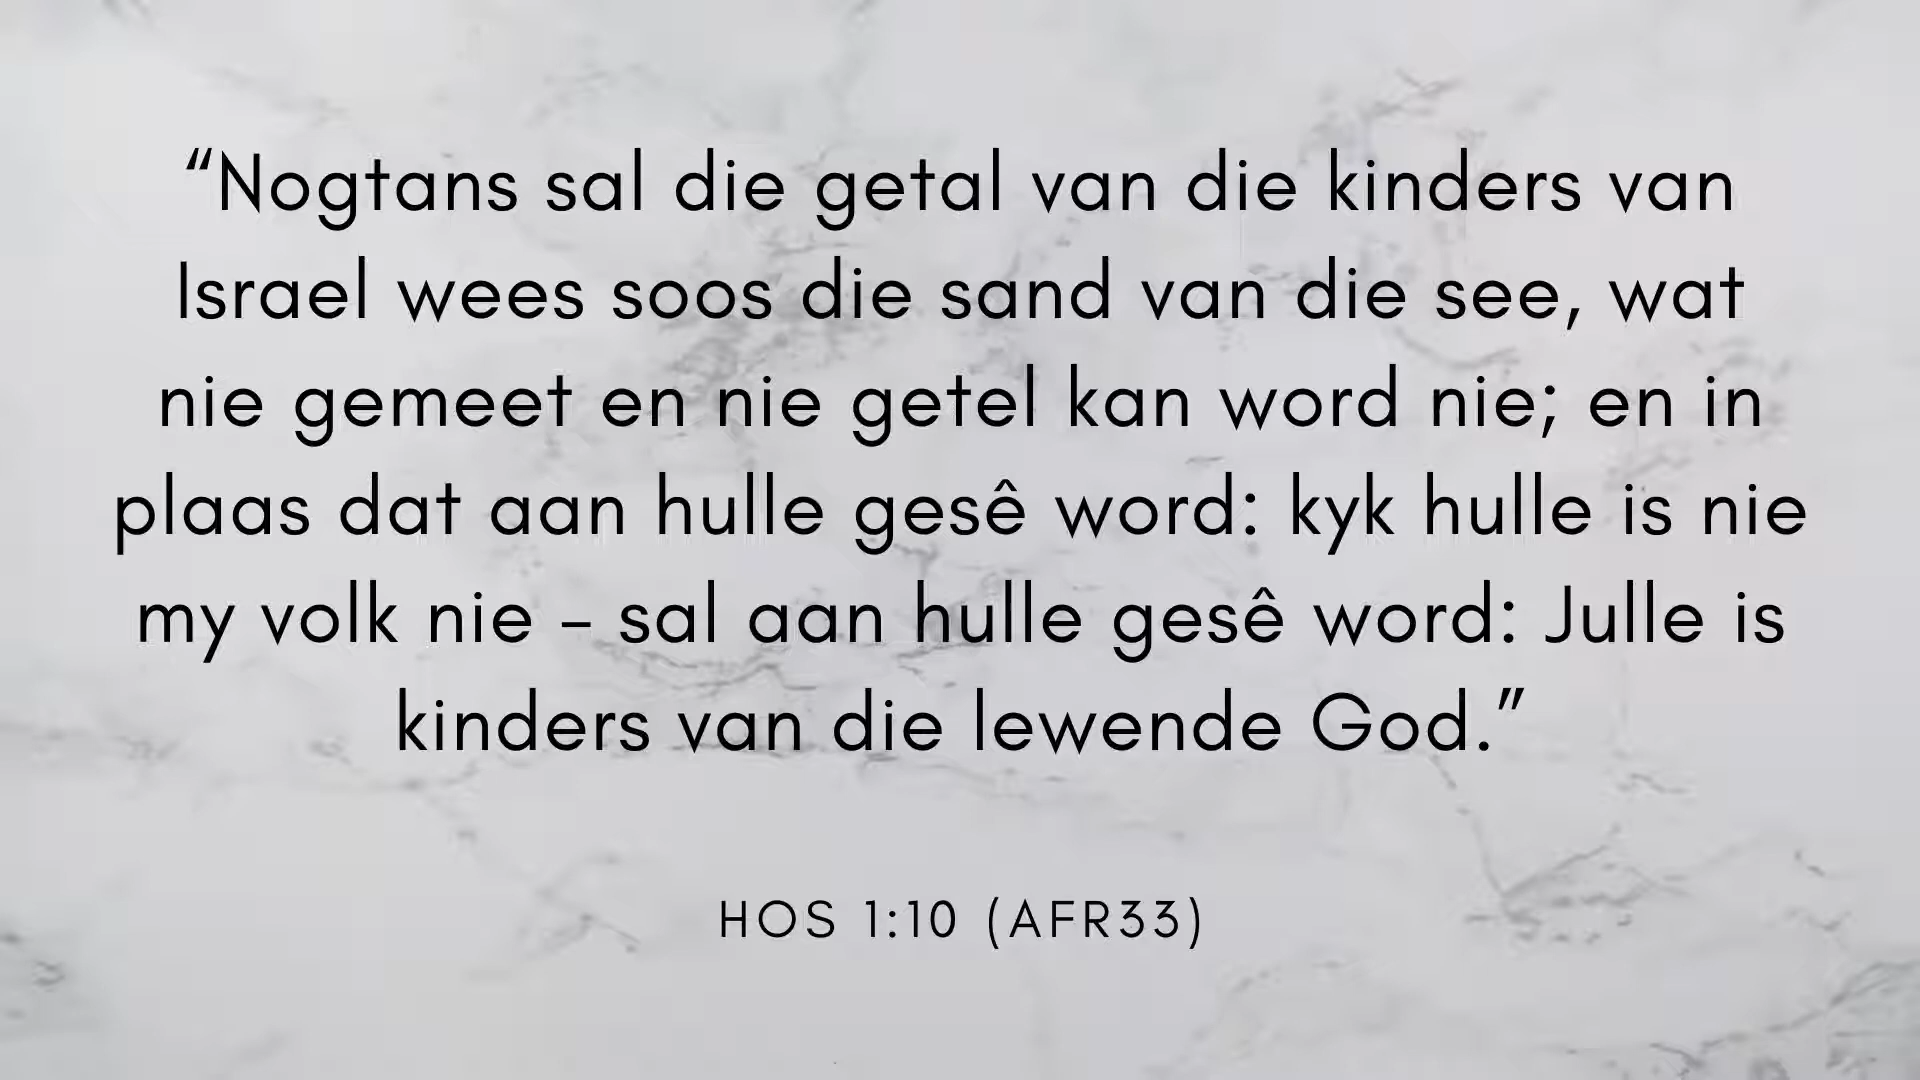 “Nogtans sal die getal van die kinders van
Israel wees soos die sand van die see, wat
nie gemeet en nie getel kan word nie; en in
plaas dat aan hulle gesê word: kyk hulle is nie
my volk nie – sal aan hulle gesê word: Julle is
kinders van die lewende God.”
HOS 1:10 (AFR33)